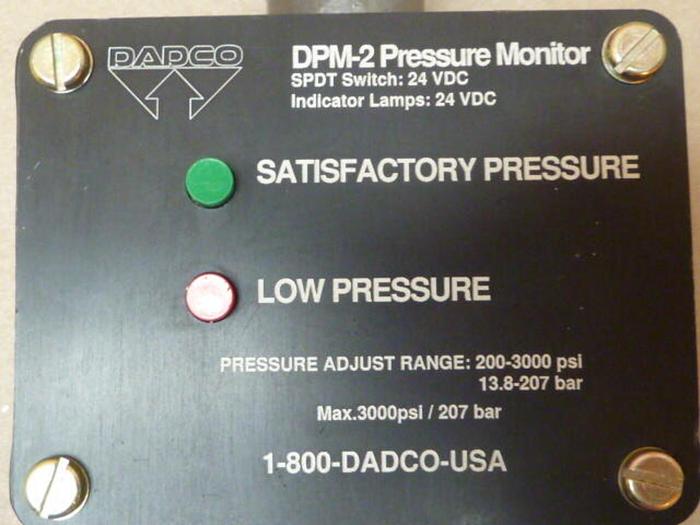 DADCO
DPM-2 Pressure Monitor
SPDT Switch: 24 VDC
Indicator Lamps: 24 VDC
SATISFACTORY PRESSURE
LOW PRESSURE
PRESSURE ADJUST RANGE: 200-3000 psi
13.8-207 bar
Max.3000psi / 207 bar
1-800-DADCO-USA